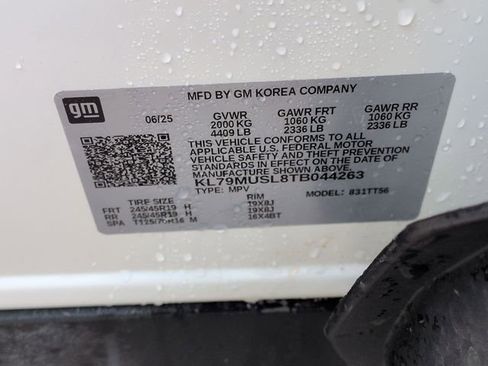 MFD BY GM KOREA COMPANY
gm
06/25 GVWR GAWR FRT GAWR RR
2000 KG 1060 KG 1060 KG
4409 LB 2336 LB 2336 LB
THIS VEHICLE CONFORMS TO ALL
APPLICABLE U.S. FEDERAL MOTOR
VEHICLE SAFETY AND THEFT PREVENTION
STANDARDS IN EFFECT ON THE DATE OF
MANUFACTURE SHOWN ABOVE.
KL79MUSL8TB044263
TYPE: MPV MODEL: 831TT56
TIRE SIZE RIM
FRT 245/45R19 H 19X8J
RR 245/45R19 H 19X8J
SPA T125/70R16 M 16X4BT